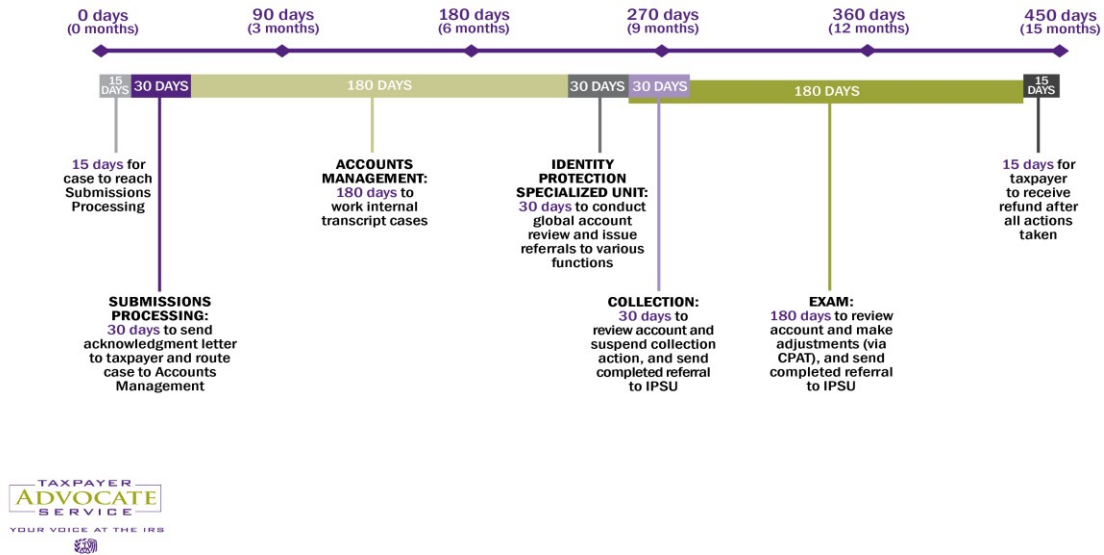 0 days
(0 months)
90 days
(3 months)
180 days
(6 months)
270 days
(9 months)
360 days
(12 months)
450 days
(15 months)
15
DAYS
30 DAYS
180 DAYS
30 DAYS
30 DAYS
180 DAYS
15
DAYS
15 days for
case to reach
Submissions
Processing
ACCOUNTS
MANAGEMENT:
180 days to
work internal
transcript cases
IDENTITY
PROTECTION
SPECIALIZED UNIT:
30 days to conduct
global account
review and issue
referrals to various
functions
15 days for
taxpayer
to receive
refund after
all actions
taken
SUBMISSIONS
PROCESSING:
30 days to send
acknowledgment letter
to taxpayer and route
case to Accounts
Management
COLLECTION:
30 days to
review account and
suspend collection
action, and send
completed referral
to IPSU
EXAM:
180 days to review
account and make
adjustments (via
CPAT), and send
completed referral
to IPSU
TAXPAYER
ADVOCATE
SERVICE
YOUR VOICE AT THE IRS